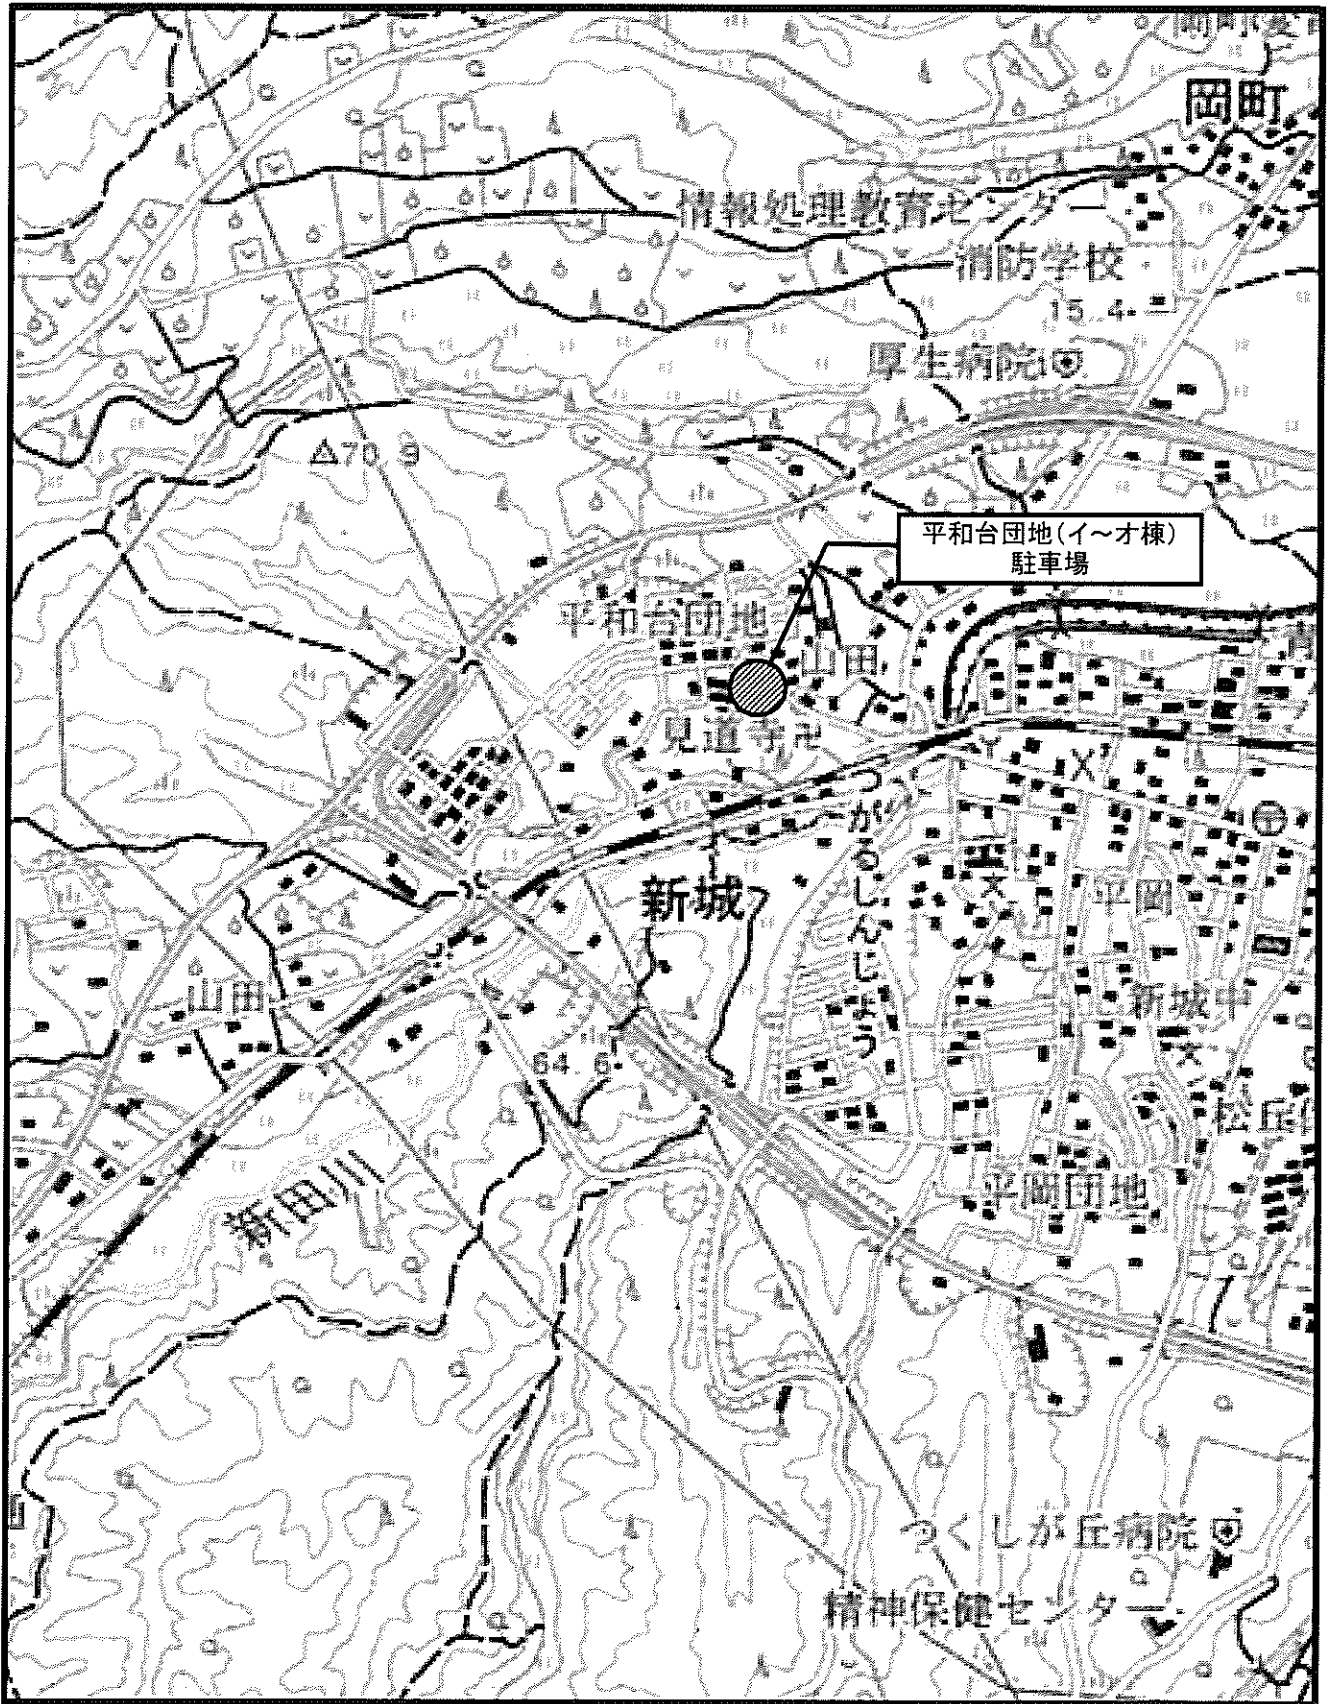 岡町
情報処理教育センター
消防学校
15.4
厚生病院
70.9
平和台団地(イ~オ棟)
駐車場
平和台団地
山田
見道寺
つがるしんじょう
新城
平岡
山田
新城中
64.6
平岡団地
新田川
つくしが丘病院
精神保健センター